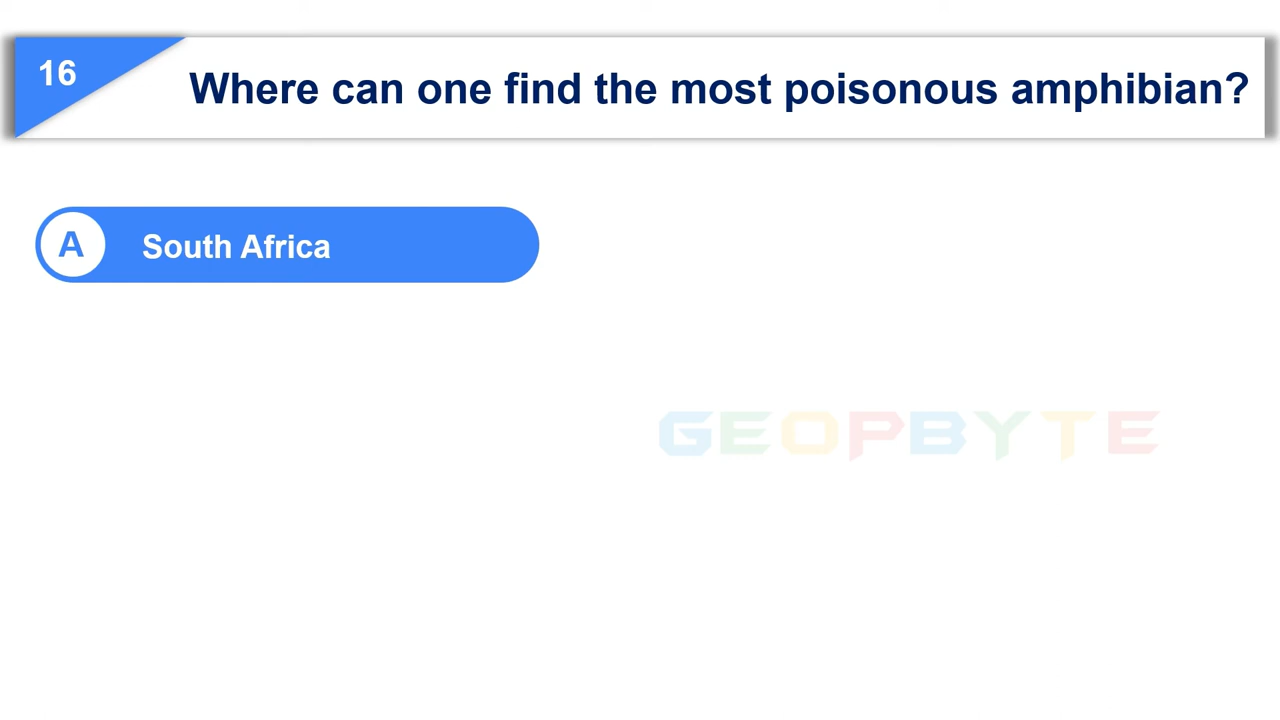 16
Where can one find the most poisonous amphibian?
A
South Africa
GEOPBYTE